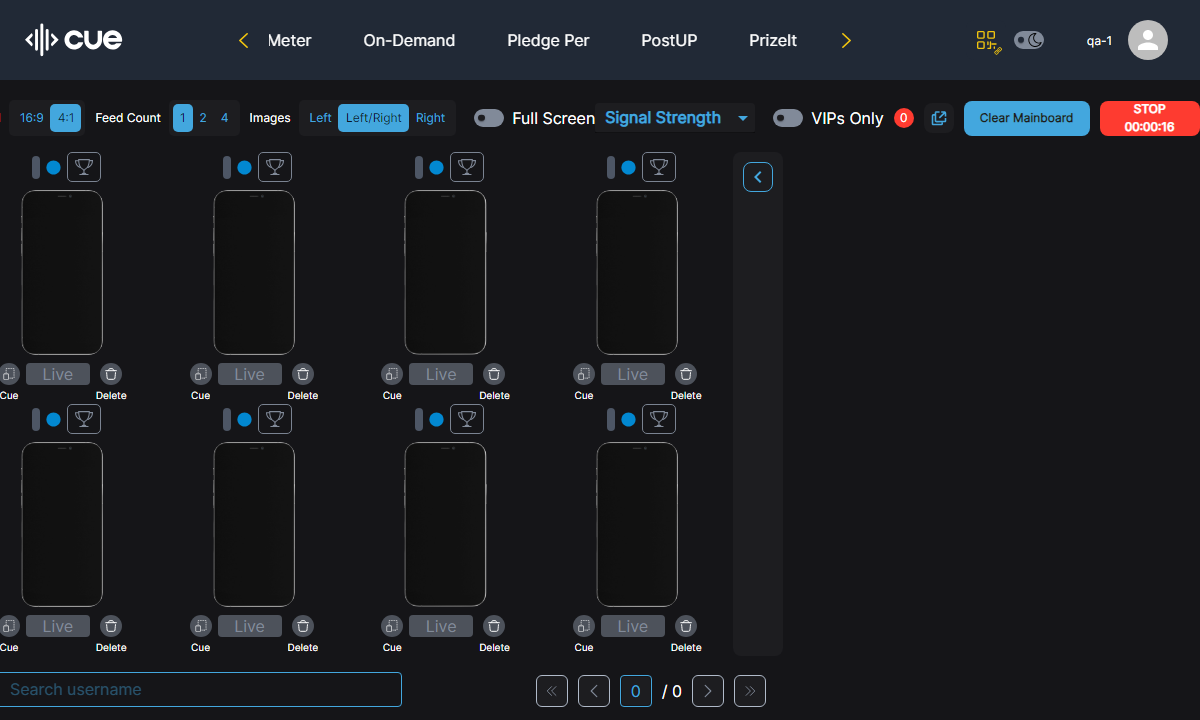 cue
Meter
On-Demand
Pledge Per
PostUP
PrizeIt
qa-1
16:9
4:1
Feed Count
1
2
4
Images
Left
Left/Right
Right
Full Screen
Signal Strength
VIPs Only
0
Clear Mainboard
STOP
00:00:16
Live
Live
Live
Live
Cue
Delete
Cue
Delete
Cue
Delete
Cue
Delete
Live
Live
Live
Live
Cue
Delete
Cue
Delete
Cue
Delete
Cue
Delete
Search username
0
/ 0